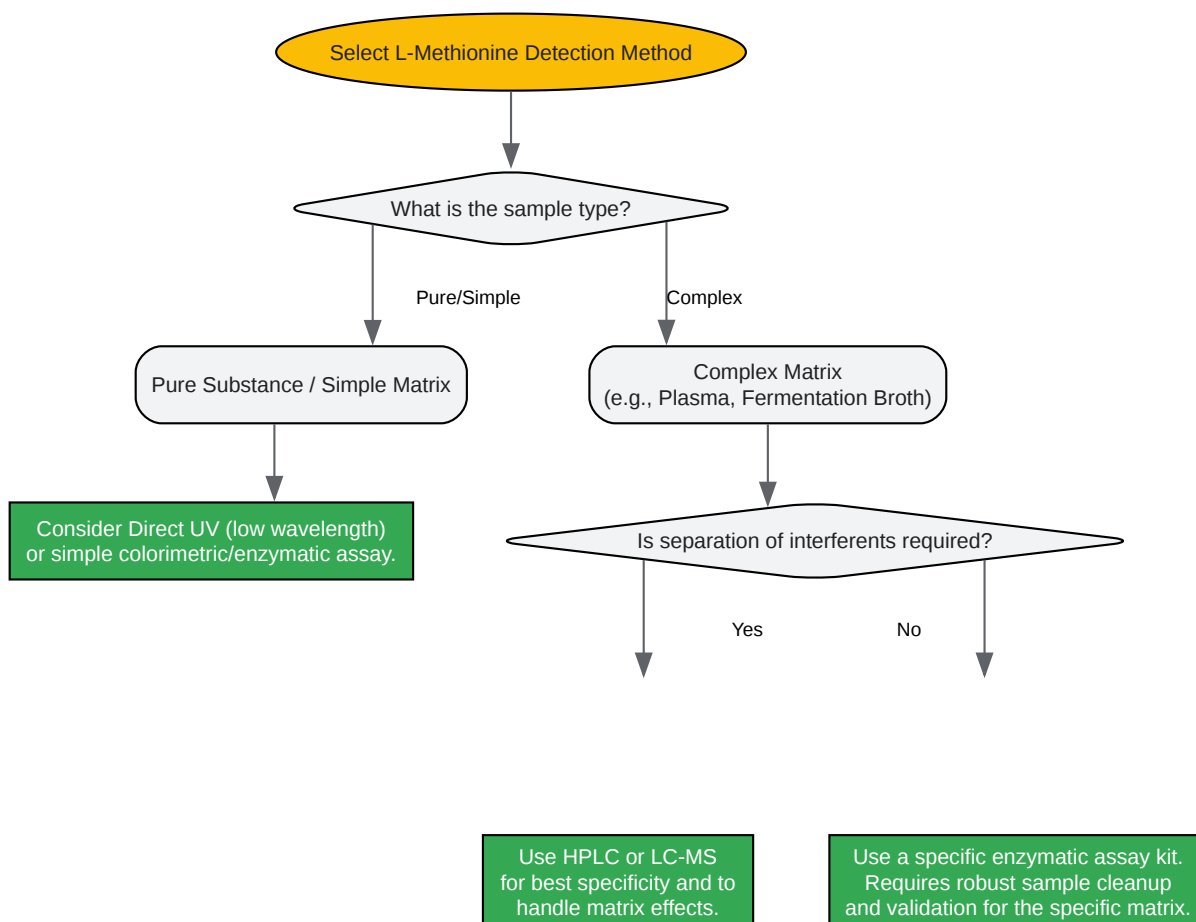 Select L-Methionine Detection Method
What is the sample type?
Pure/Simple
Complex
Pure Substance / Simple Matrix
Complex Matrix
(e.g., Plasma, Fermentation Broth)
Consider Direct UV (low wavelength)
or simple colorimetric/enzymatic assay.
Is separation of interferents required?
Yes
No
Use HPLC or LC-MS
for best specificity and to
handle matrix effects.
Use a specific enzymatic assay kit.
Requires robust sample cleanup
and validation for the specific matrix.